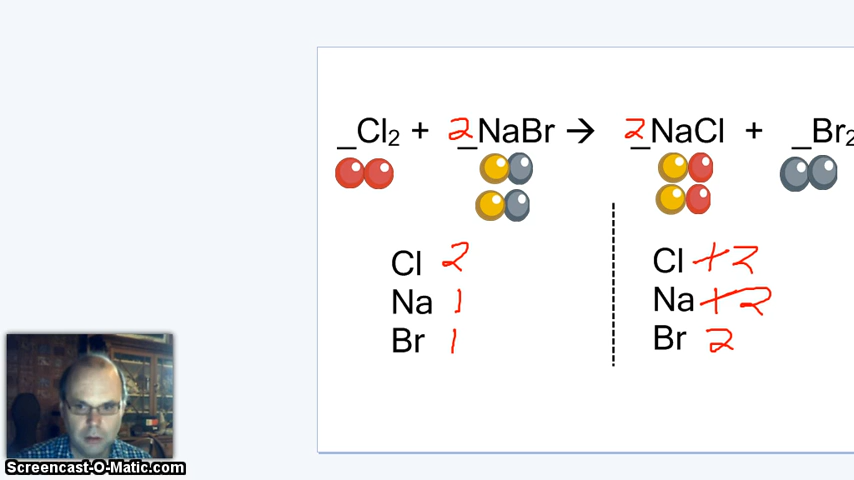 _Cl2 + 2_NaBr → 2_NaCl + _Br2
Cl 2 Cl 1 2
Na 1 Na 1 2
Br 1 Br 2
Screencast-O-Matic.com